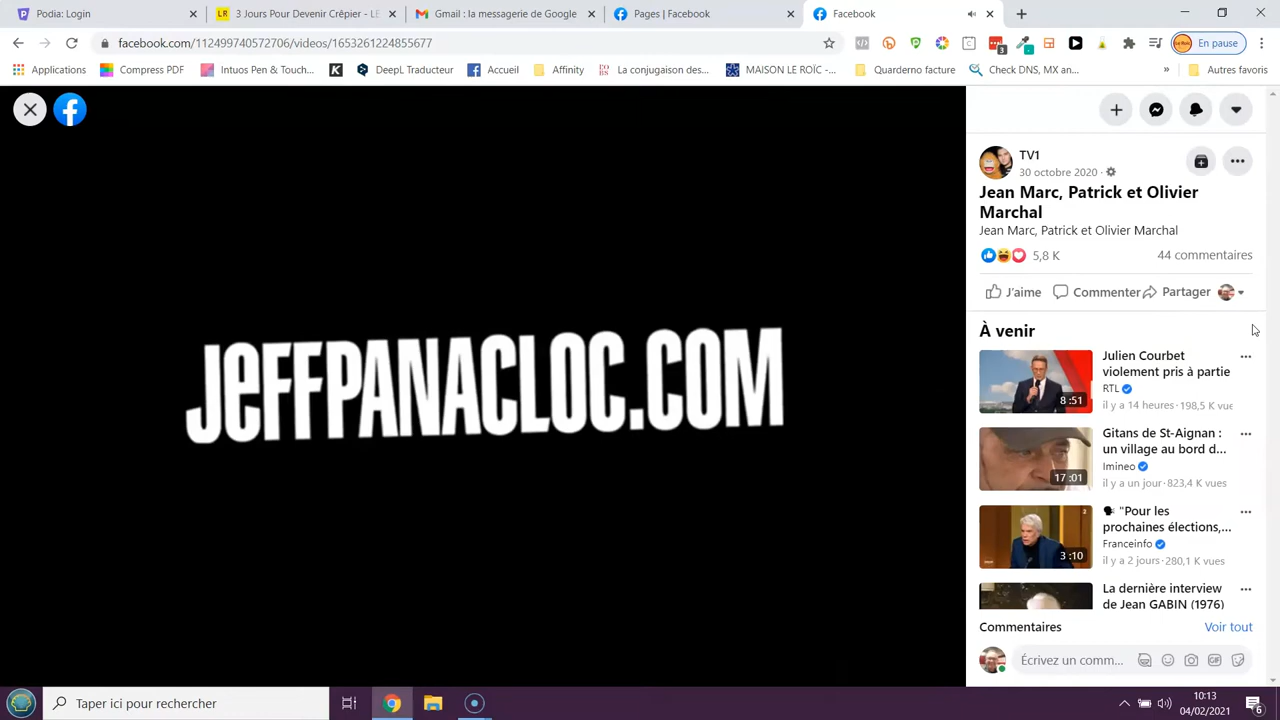 Podia: Login
3 Jours Pour Devenir Crêpier - LE
Gmail : la messagerie de Google
Pages | Facebook
Facebook
facebook.com/112499740572706/videos/1653261224855677
3
En pause
Applications
Compress PDF
Intuos Pen & Touch...
DeepL Traducteur
Accueil
Affinity
La conjugaison des...
MAISON LE ROÏC -...
Quarderno facture
Check DNS, MX an...
»
Autres favoris
TV1
30 octobre 2020 ·
Jean Marc, Patrick et Olivier
Marchal
Jean Marc, Patrick et Olivier Marchal
5,8 K
44 commentaires
J'aime
Commenter
Partager
JEFFPANACLOC.COM
À venir
Julien Courbet
violement pris à partie
RTL
il y a 14 heures · 198,5 K vue
8:51
Gitans de St-Aignan :
un village au bord d...
Imineo
il y a un jour · 823,4 K vues
17:01
"Pour les
prochaines élections,...
Franceinfo
il y a 2 jours · 280,1 K vues
3:10
La dernière interview
de Jean GABIN (1976)
Commentaires
Voir tout
Écrivez un comm...
GIF
Taper ici pour rechercher
10:13
04/02/2021
6